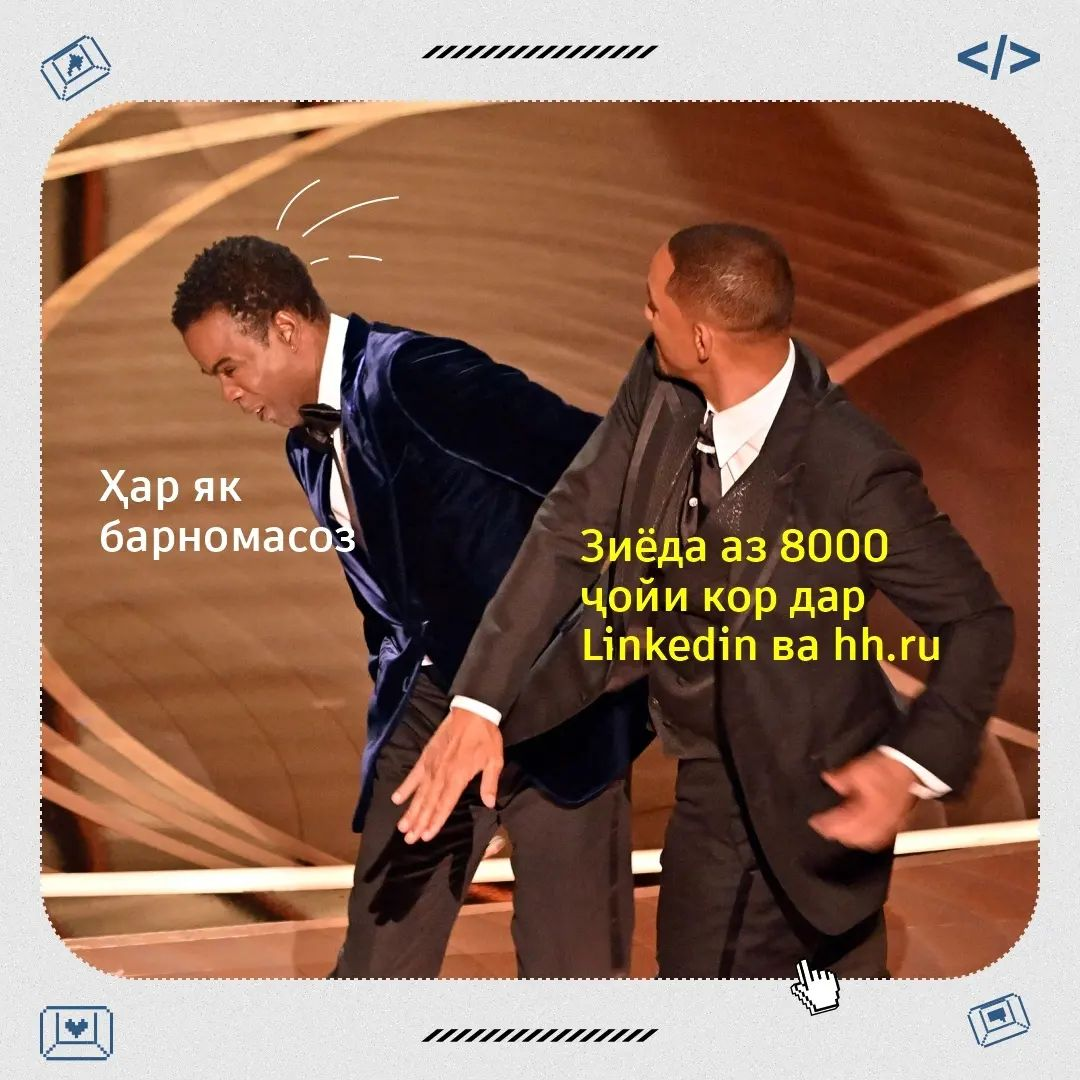 </>
Ҳар як
барномасоз
Зиёда аз 8000
ҷойи кор дар
Linkedin ва hh.ru